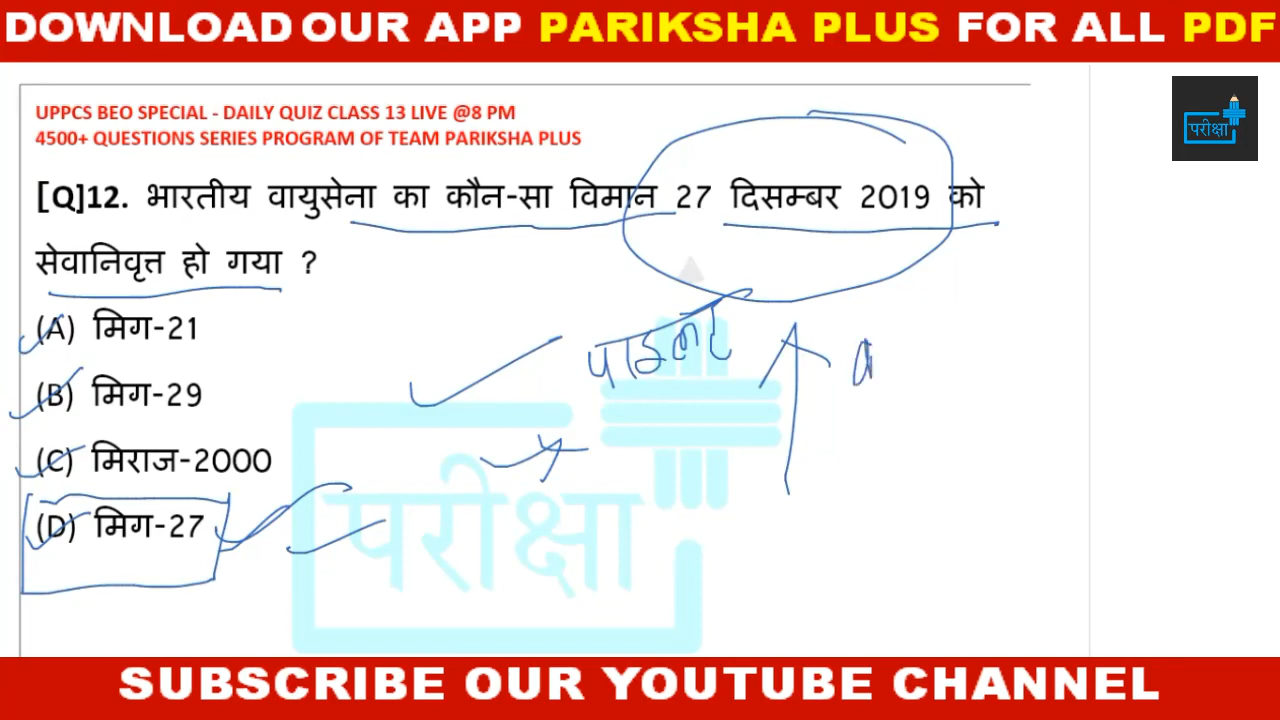 DOWNLOAD OUR APP PARIKSHA PLUS FOR ALL PDF
UPPCS BEO SPECIAL - DAILY QUIZ CLASS 13 LIVE @8 PM
4500+ QUESTIONS SERIES PROGRAM OF TEAM PARIKSHA PLUS
परीक्षा
[Q]12. भारतीय वायुसेना का कौन-सा विमान 27 दिसम्बर 2019 को
सेवानिवृत्त हो गया ?
(A) मिग-21
(B) मिग-29
(C) मिराज-2000
(D) मिग-27
परीक्षा
SUBSCRIBE OUR YOUTUBE CHANNEL